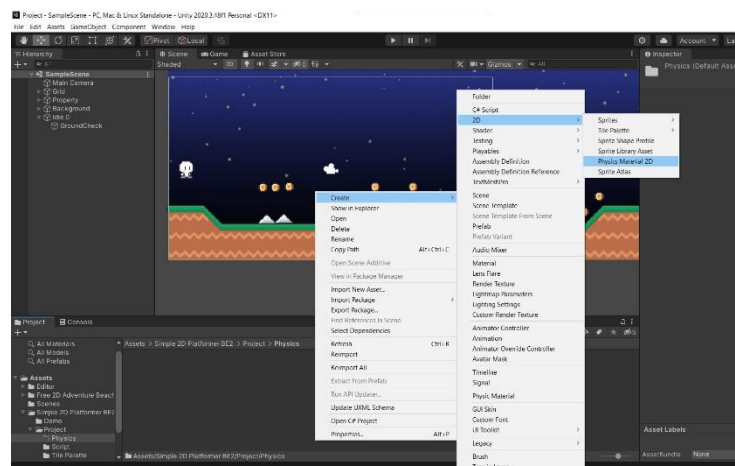 Project - SampleScene - PC, Mac & Linux Standalone - Unity 2020.3.48f1 Personal <DX11>
File Edit Assets GameObject Component Window Help
Pivot Local
Account
Hierarchy
All
SampleScene
Main Camera
Grid
Property
Background
Idle 0
GroundCheck
Scene Game Asset Store
Shaded 2D Gizmos All
Inspector
Physics (Default Asse
Create
Show in Explorer
Open
Delete
Rename
Copy Path Alt+Ctrl+C
Open Scene Additive
View in Package Manager
Import New Asset...
Import Package
Export Package...
Find References In Scene
Select Dependencies
Refresh Ctrl+R
Reimport
Reimport All
Extract From Prefab
Run API Updater...
Update UXML Schema
Open C# Project
Properties... Alt+P
Folder
C# Script
2D
Shader
Testing
Playables
Assembly Definition
Assembly Definition Reference
TextMeshPro
Scene
Scene Template
Scene Template From Scene
Prefab
Prefab Variant
Audio Mixer
Material
Lens Flare
Render Texture
Lightmap Parameters
Lighting Settings
Custom Render Texture
Animator Controller
Animation
Animator Override Controller
Avatar Mask
Timeline
Signal
Physic Material
GUI Skin
Custom Font
UI Toolkit
Legacy
Brush
Sprites
Tile Palette
Sprite Shape Profile
Sprite Library Asset
Physics Material 2D
Sprite Atlas
Project Console
All Materials
All Models
All Prefabs
Assets
Editor
Free 2D Adventure Beach
Scenes
Simple 2D Platformer BE2
Demo
Project
Physics
Script
Tile Palette
Assets > Simple 2D Platformer BE2 > Project > Physics
Assets/Simple 2D Platformer BE2/Project/Physics
Asset Labels
AssetBundle None